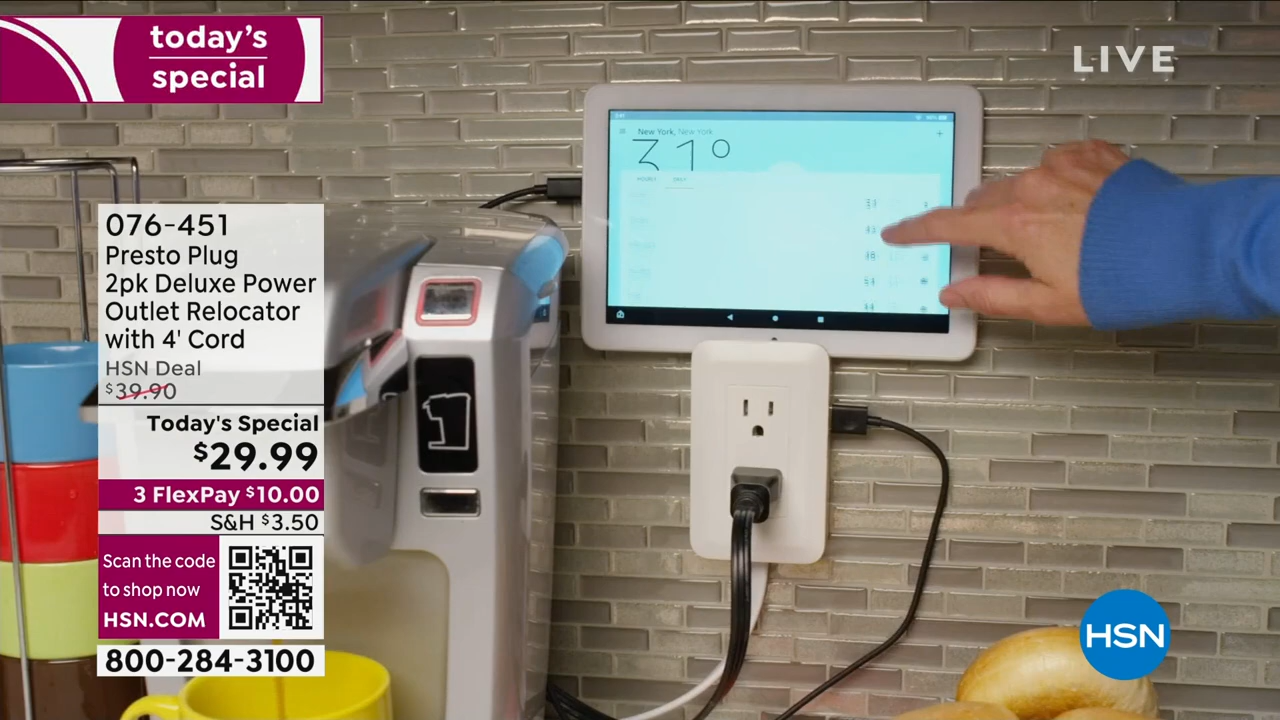 today's
special
LIVE
076-451
Presto Plug
2pk Deluxe Power
Outlet Relocator
with 4' Cord
HSN Deal
$39.90
Today's Special
$29.99
3 FlexPay $10.00
S&H $3.50
Scan the code
to shop now
HSN.COM
800-284-3100
New York, New York
31°
HOURLY DAILY
HSN